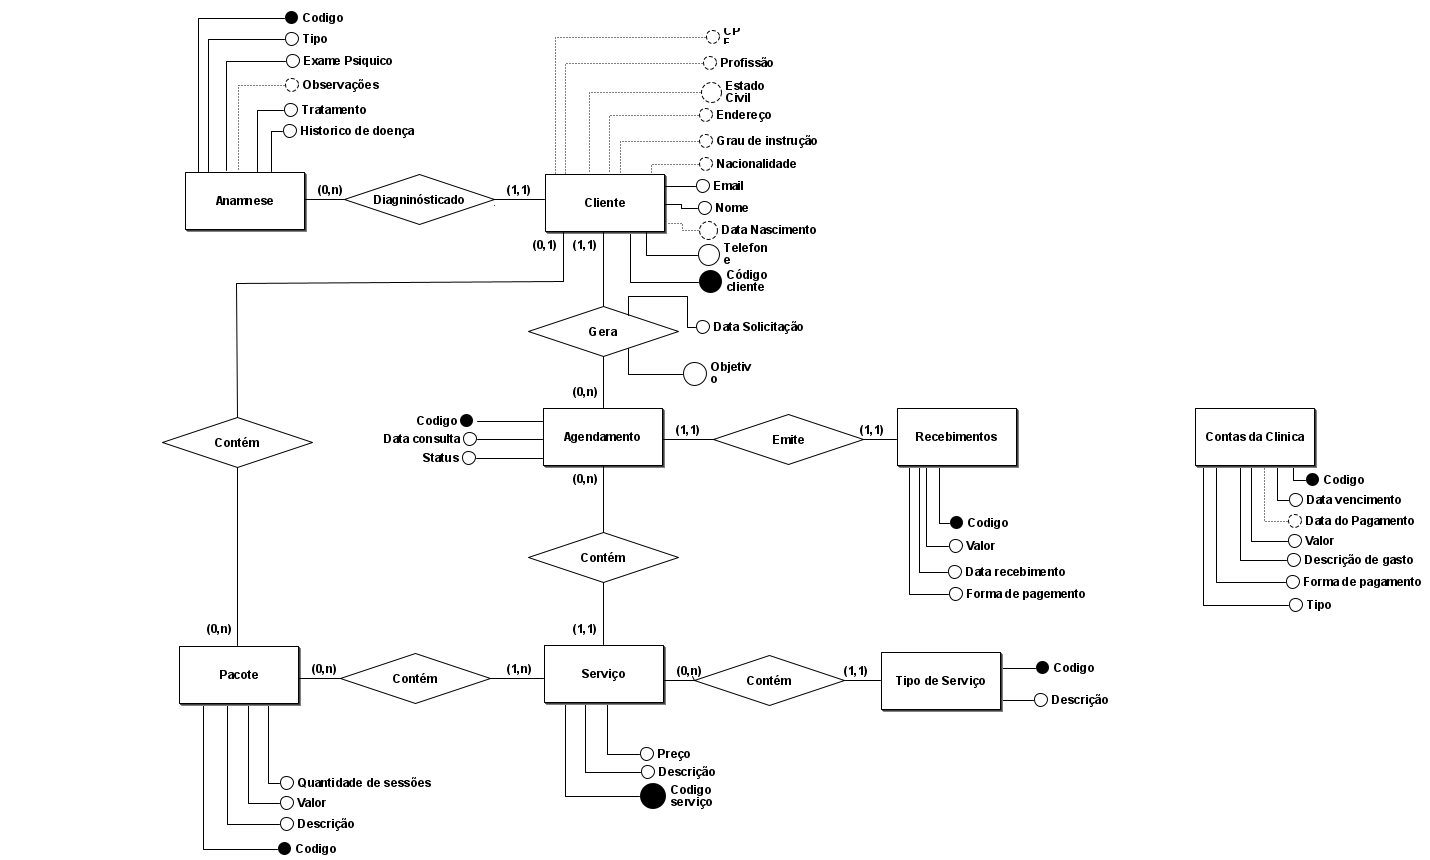 Codigo
Tipo
Exame Psiquico
Observações
Tratamento
Historico de doença
CP
F
Profissão
Estado
Civil
Endereço
Grau de instrução
Nacionalidade
Email
Nome
Data Nascimento
Telefon
e
Código
cliente
Anamnese
(0,n)
Diagninósticado
(1,1)
Cliente
(0,1)
(1,1)
Gera
Data Solicitação
Objetiv
o
(0,n)
Contém
Codigo
Data consulta
Status
Agendamento
(1,1)
Emite
(1,1)
Recebimentos
Contas da Clinica
(0,n)
Codigo
Valor
Data recebimento
Forma de pagemento
Codigo
Data vencimento
Data do Pagamento
Valor
Descrição de gasto
Forma de pagamento
Tipo
Contém
(0,n)
(1,1)
Pacote
(0,n)
Contém
(1,n)
Serviço
(0,n)
Contém
(1,1)
Tipo de Serviço
Codigo
Descrição
Preço
Descrição
Codigo
serviço
Quantidade de sessões
Valor
Descrição
Codigo